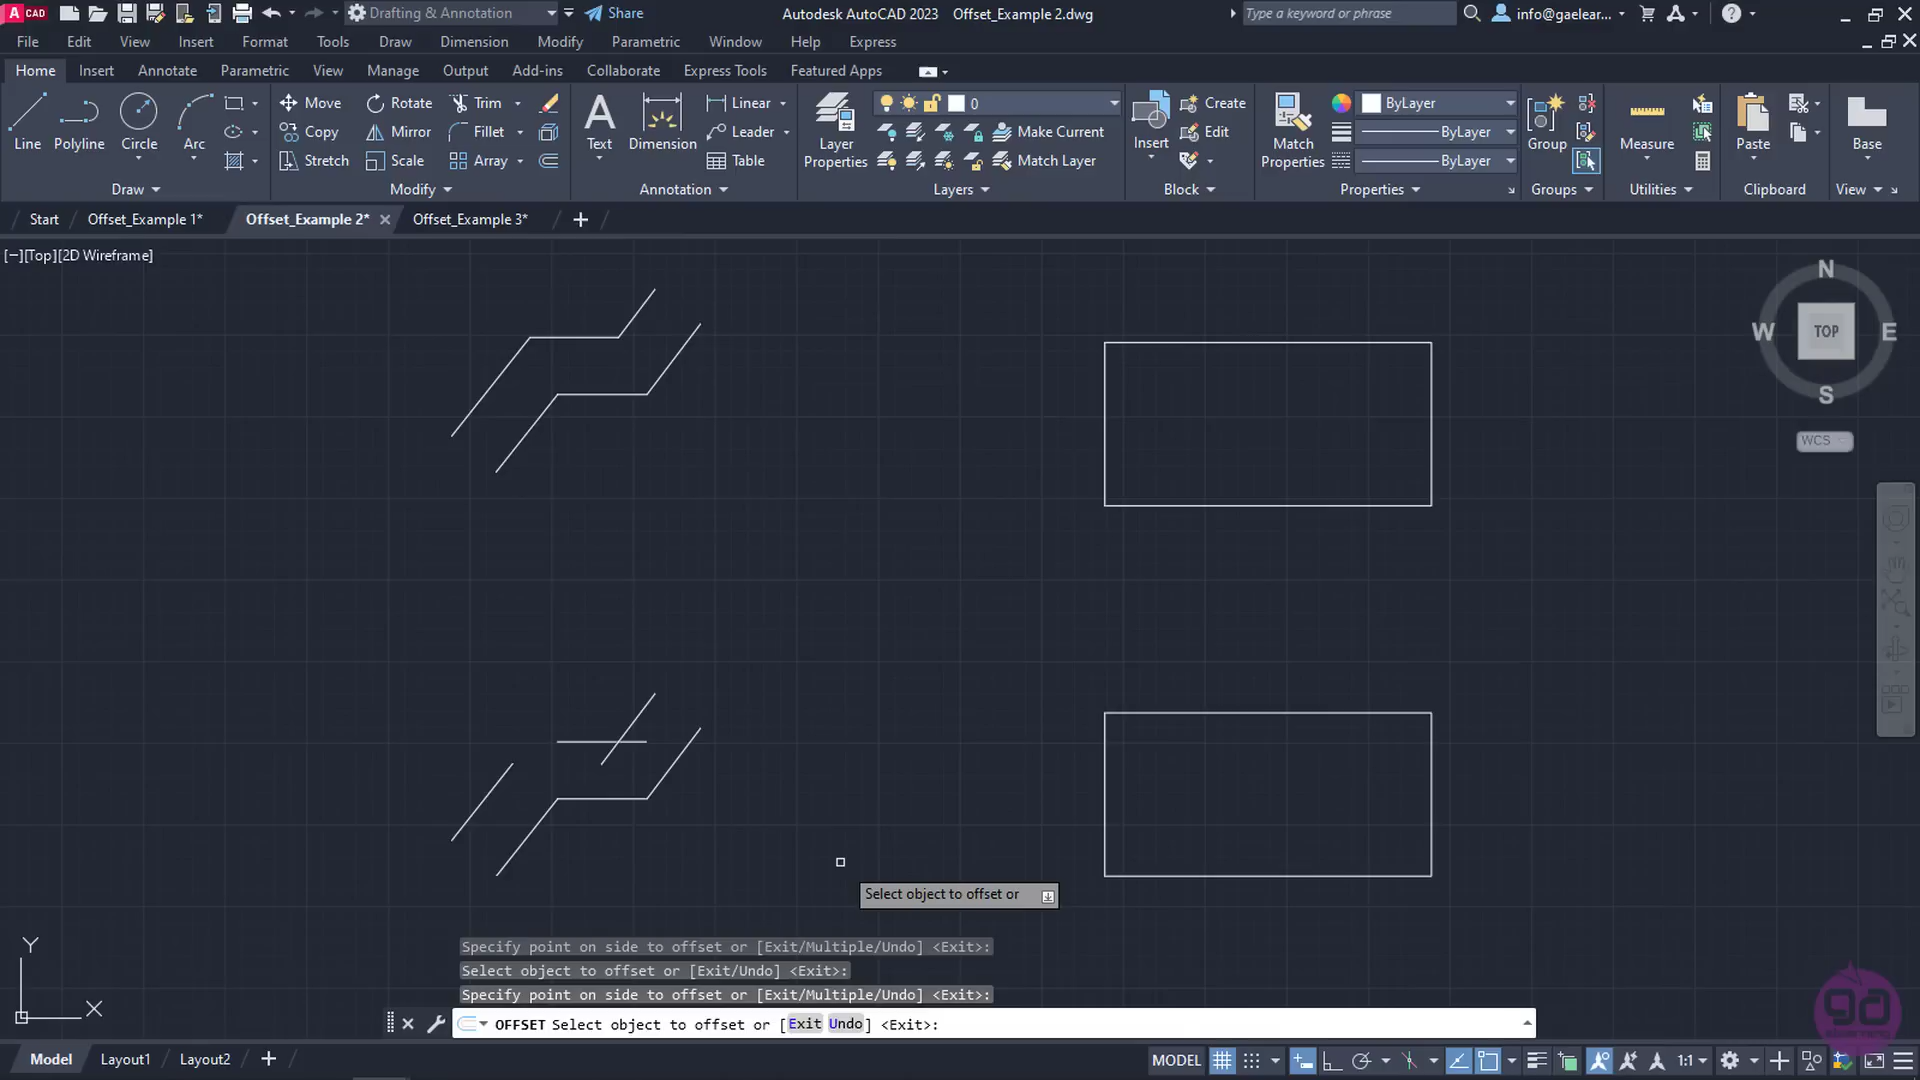 A CAD Drafting & Annotation Share Autodesk AutoCAD 2023 Offset_Example 2.dwg Type a keyword or phrase info@gaelear...
File Edit View Insert Format Tools Draw Dimension Modify Parametric Window Help Express
Home Insert Annotate Parametric View Manage Output Add-ins Collaborate Express Tools Featured Apps
Move Rotate Trim Linear 0 Create ByLayer
Line Polyline Circle Arc Copy Mirror Fillet Text Dimension Leader Layer Properties Make Current Insert Edit Match Properties ByLayer Group Measure Paste Base
Stretch Scale Array Table Match Layer ByLayer
Draw Modify Annotation Layers Block Properties Groups Utilities Clipboard View
Start Offset_Example 1* Offset_Example 2* Offset_Example 3*
[−][Top][2D Wireframe]
N
W TOP E
S
WCS
Select object to offset or
Y
X
Specify point on side to offset or [Exit/Multiple/Undo] <Exit>:
Select object to offset or [Exit/Undo] <Exit>:
Specify point on side to offset or [Exit/Multiple/Undo] <Exit>:
OFFSET Select object to offset or [Exit Undo] <Exit>:
Model Layout1 Layout2 MODEL 1:1